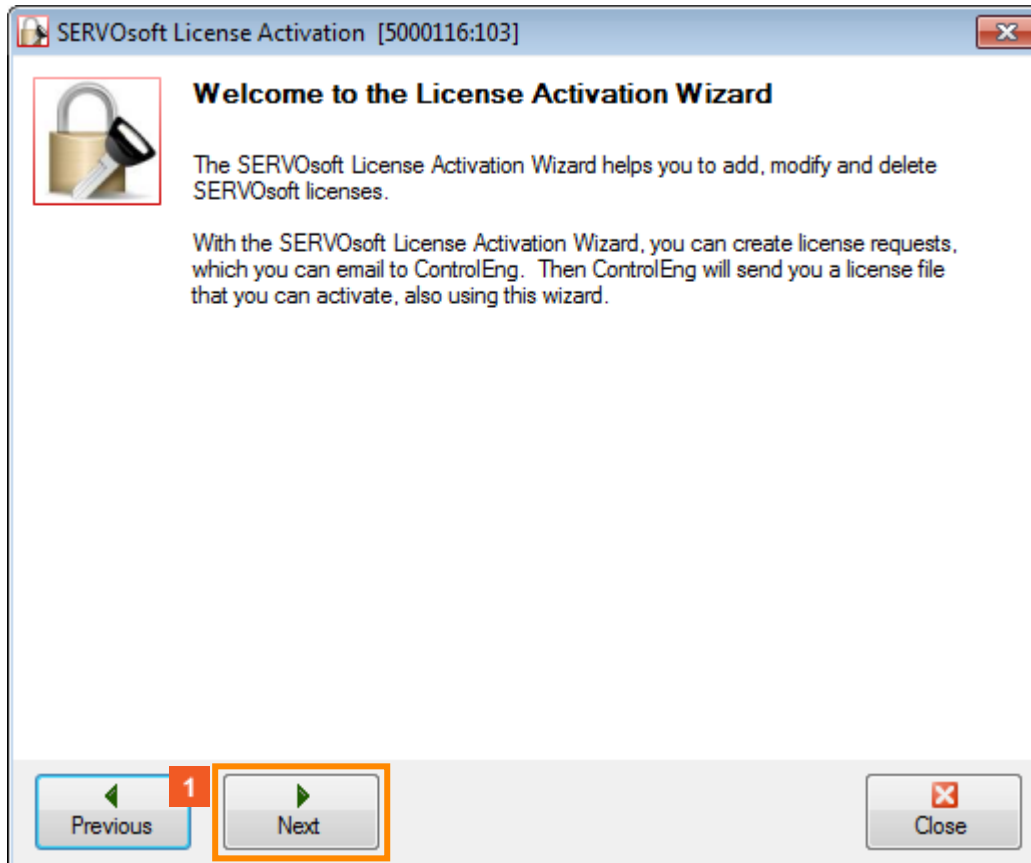 SERVOsoft License Activation [5000116:103]
Welcome to the License Activation Wizard
The SERVOsoft License Activation Wizard helps you to add, modify and delete
SERVOsoft licenses.
With the SERVOsoft License Activation Wizard, you can create license requests,
which you can email to ControlEng. Then ControlEng will send you a license file
that you can activate, also using this wizard.
1
Previous
Next
Close